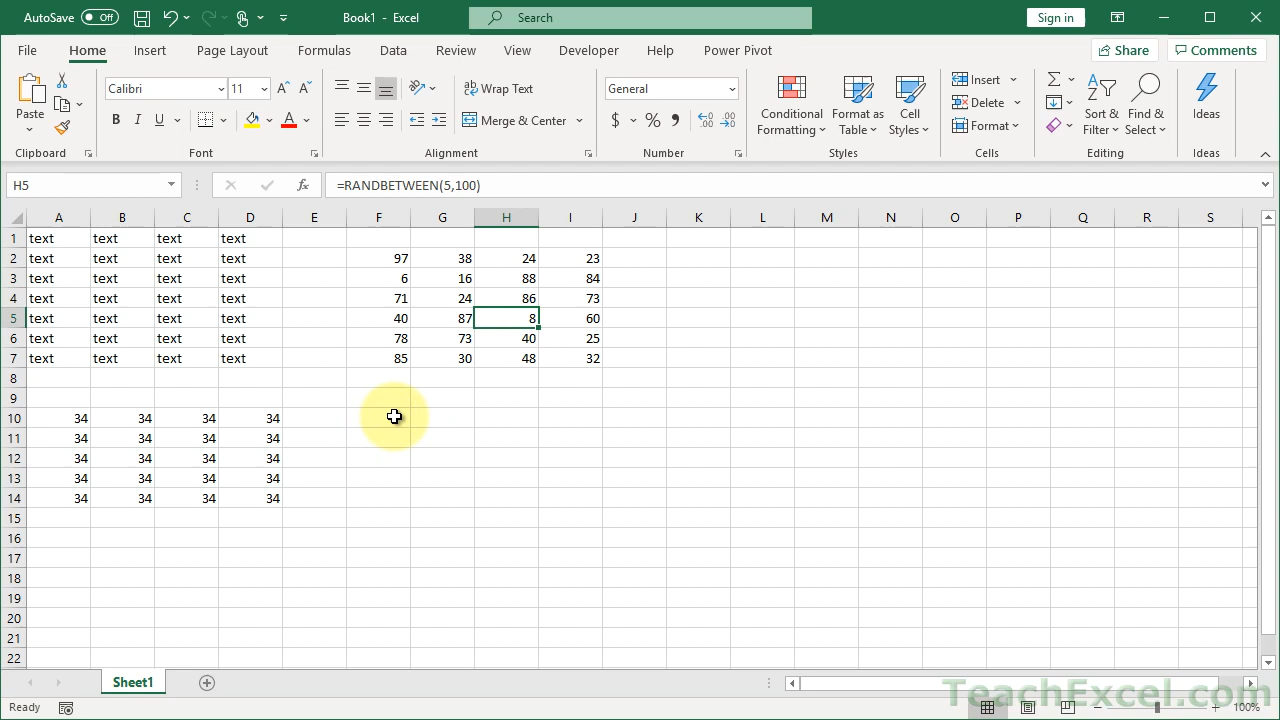 AutoSave Off Book1 - Excel Search Sign in
File Home Insert Page Layout Formulas Data Review View Developer Help Power Pivot Share Comments
Paste Calibri 11 A A Wrap Text General Conditional Formatting Format as Table Cell Styles Insert Sort & Filter Find & Select Ideas
B I U A Merge & Center $ % Delete
Format
Clipboard Font Alignment Number Styles Cells Editing Ideas
H5 fx =RANDBETWEEN(5,100)
A B C D E F G H I J K L M N O P Q R S
1 text text text text
2 text text text text 97 38 24 23
3 text text text text 6 16 88 84
4 text text text text 71 24 86 73
5 text text text text 40 87 8 60
6 text text text text 78 73 40 25
7 text text text text 85 30 48 32
8
9
10 34 34 34 34
11 34 34 34 34
12 34 34 34 34
13 34 34 34 34
14 34 34 34 34
15
16
17
18
19
20
21
22
Sheet1
TeachExcel.com
Ready 100%